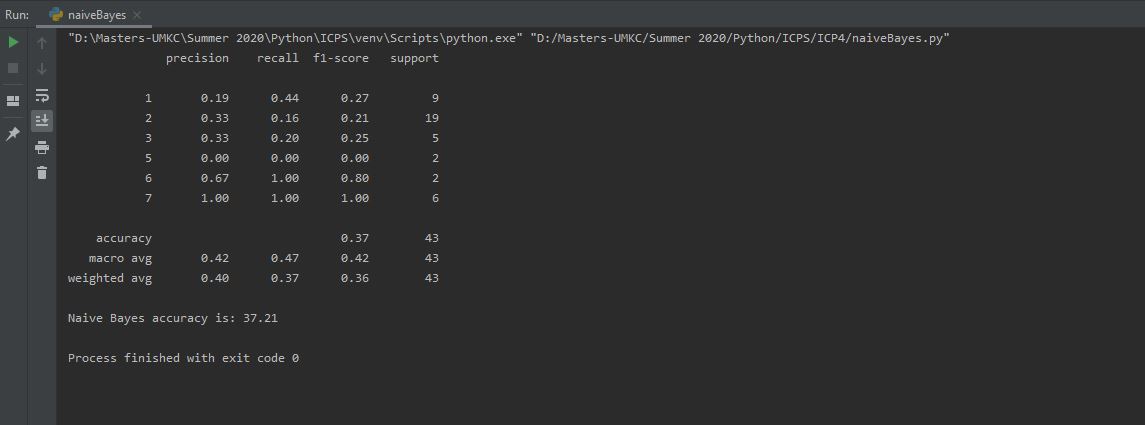 Run: naiveBayes
"D:\Masters-UMKC\Summer 2020\Python\ICPS\venv\Scripts\python.exe" "D:/Masters-UMKC/Summer 2020/Python/ICPS/ICP4/naiveBayes.py"
precision recall f1-score support
1 0.19 0.44 0.27 9
2 0.33 0.16 0.21 19
3 0.33 0.20 0.25 5
5 0.00 0.00 0.00 2
6 0.67 1.00 0.80 2
7 1.00 1.00 1.00 6
accuracy 0.37 43
macro avg 0.42 0.47 0.42 43
weighted avg 0.40 0.37 0.36 43
Naive Bayes accuracy is: 37.21
Process finished with exit code 0